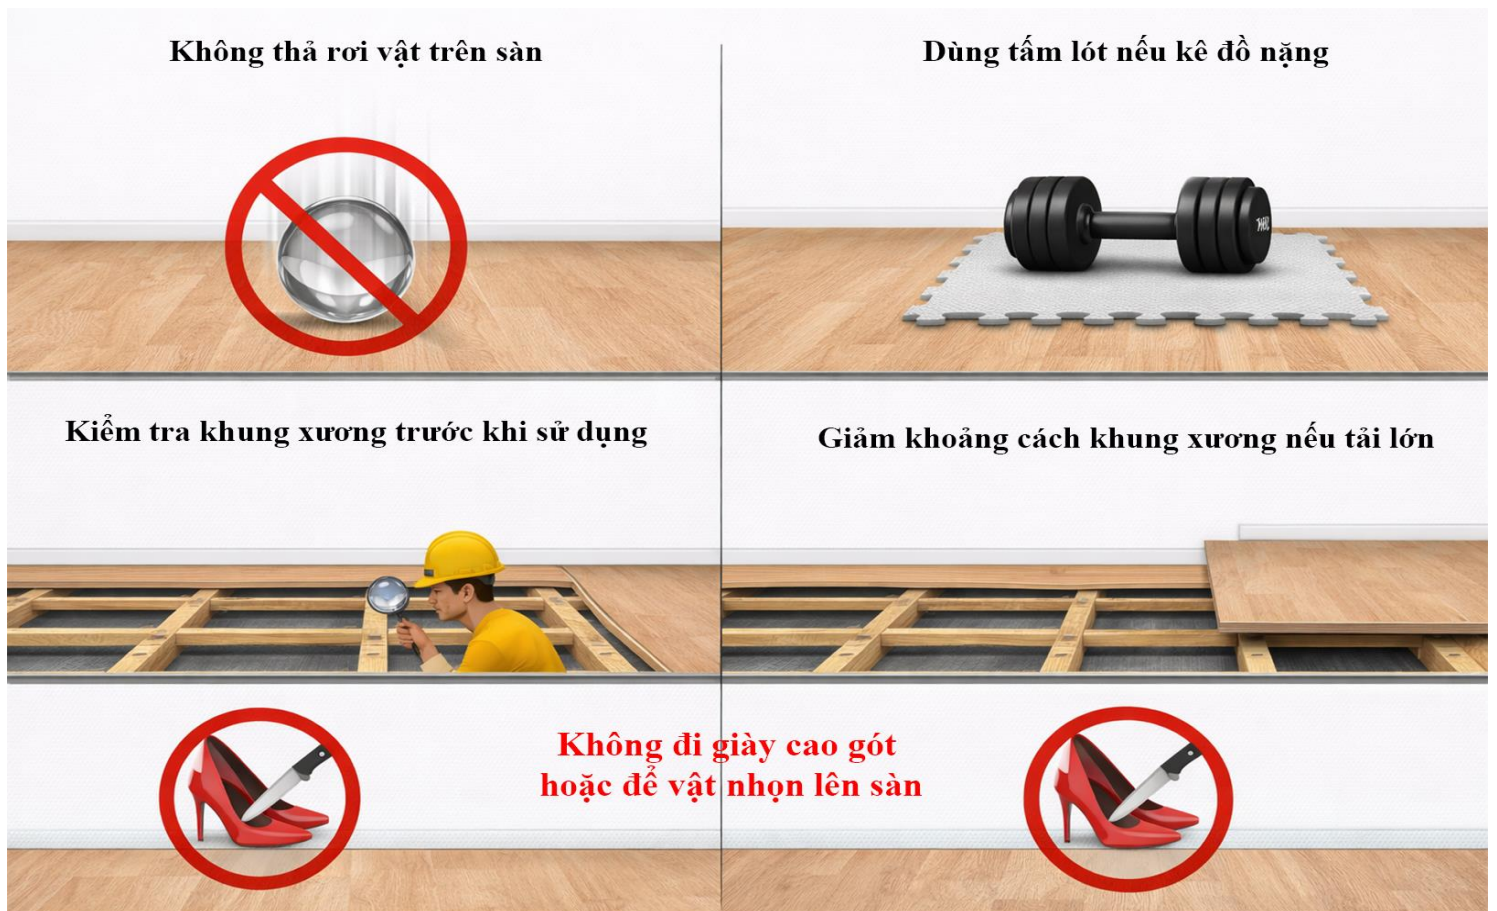 Không thả rơi vật trên sàn
Dùng tấm lót nếu kê đồ nặng
Kiểm tra khung xương trước khi sử dụng
Giảm khoảng cách khung xương nếu tải lớn
Không đi giày cao gót
hoặc để vật nhọn lên sàn